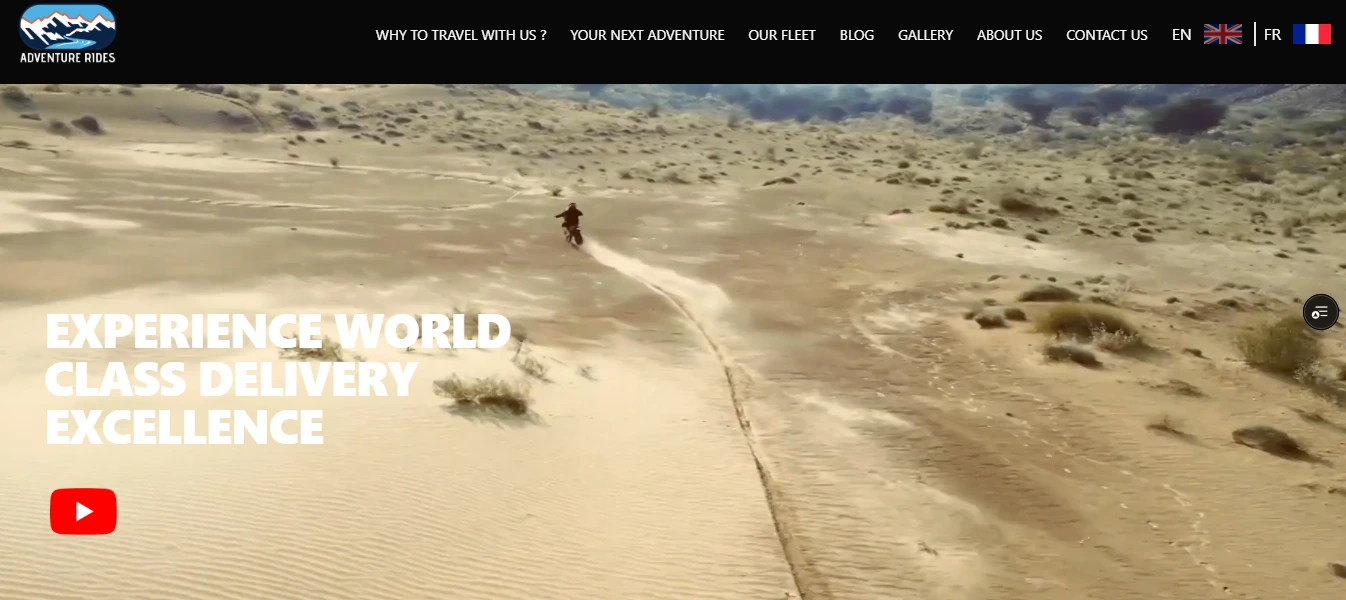 ADVENTURE RIDES
WHY TO TRAVEL WITH US ? YOUR NEXT ADVENTURE OUR FLEET BLOG GALLERY ABOUT US CONTACT US EN FR
EXPERIENCE WORLD
CLASS DELIVERY
EXCELLENCE